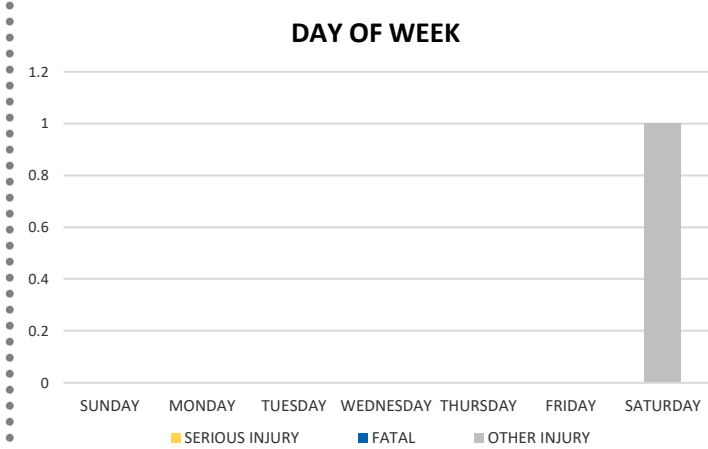 DAY OF WEEK
1.2
1
0.8
0.6
0.4
0.2
0
SUNDAY MONDAY TUESDAY WEDNESDAY THURSDAY FRIDAY SATURDAY
SERIOUS INJURY FATAL OTHER INJURY